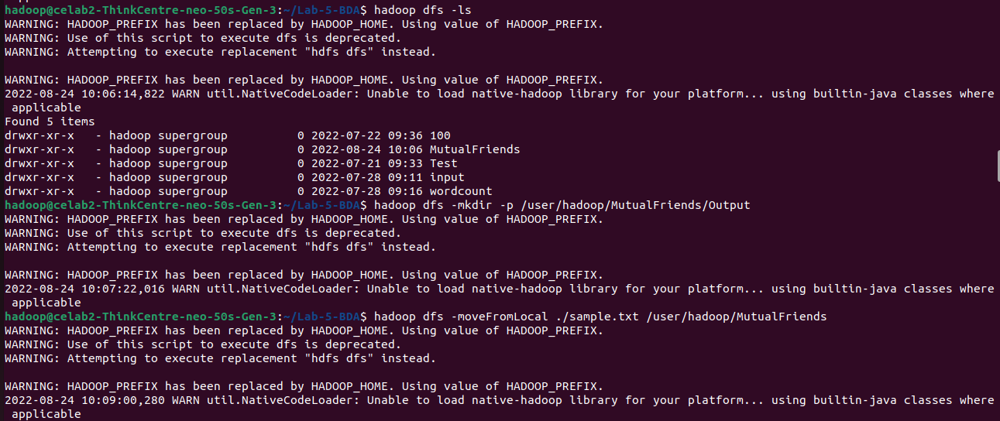 hadoop@celab2-ThinkCentre-neo-50s-Gen-3:~/Lab-5-BDA$ hadoop dfs -ls
WARNING: HADOOP_PREFIX has been replaced by HADOOP_HOME. Using value of HADOOP_PREFIX.
WARNING: Use of this script to execute dfs is deprecated.
WARNING: Attempting to execute replacement "hdfs dfs" instead.

WARNING: HADOOP_PREFIX has been replaced by HADOOP_HOME. Using value of HADOOP_PREFIX.
2022-08-24 10:06:14,822 WARN util.NativeCodeLoader: Unable to load native-hadoop library for your platform... using builtin-java classes where
 applicable
Found 5 items
drwxr-xr-x   - hadoop supergroup          0 2022-07-22 09:36 100
drwxr-xr-x   - hadoop supergroup          0 2022-08-24 10:06 MutualFriends
drwxr-xr-x   - hadoop supergroup          0 2022-07-21 09:33 Test
drwxr-xr-x   - hadoop supergroup          0 2022-07-28 09:11 input
drwxr-xr-x   - hadoop supergroup          0 2022-07-28 09:16 wordcount
hadoop@celab2-ThinkCentre-neo-50s-Gen-3:~/Lab-5-BDA$ hadoop dfs -mkdir -p /user/hadoop/MutualFriends/Output
WARNING: HADOOP_PREFIX has been replaced by HADOOP_HOME. Using value of HADOOP_PREFIX.
WARNING: Use of this script to execute dfs is deprecated.
WARNING: Attempting to execute replacement "hdfs dfs" instead.

WARNING: HADOOP_PREFIX has been replaced by HADOOP_HOME. Using value of HADOOP_PREFIX.
2022-08-24 10:07:22,016 WARN util.NativeCodeLoader: Unable to load native-hadoop library for your platform... using builtin-java classes where
 applicable
hadoop@celab2-ThinkCentre-neo-50s-Gen-3:~/Lab-5-BDA$ hadoop dfs -moveFromLocal ./sample.txt /user/hadoop/MutualFriends
WARNING: HADOOP_PREFIX has been replaced by HADOOP_HOME. Using value of HADOOP_PREFIX.
WARNING: Use of this script to execute dfs is deprecated.
WARNING: Attempting to execute replacement "hdfs dfs" instead.

WARNING: HADOOP_PREFIX has been replaced by HADOOP_HOME. Using value of HADOOP_PREFIX.
2022-08-24 10:09:00,280 WARN util.NativeCodeLoader: Unable to load native-hadoop library for your platform... using builtin-java classes where
 applicable